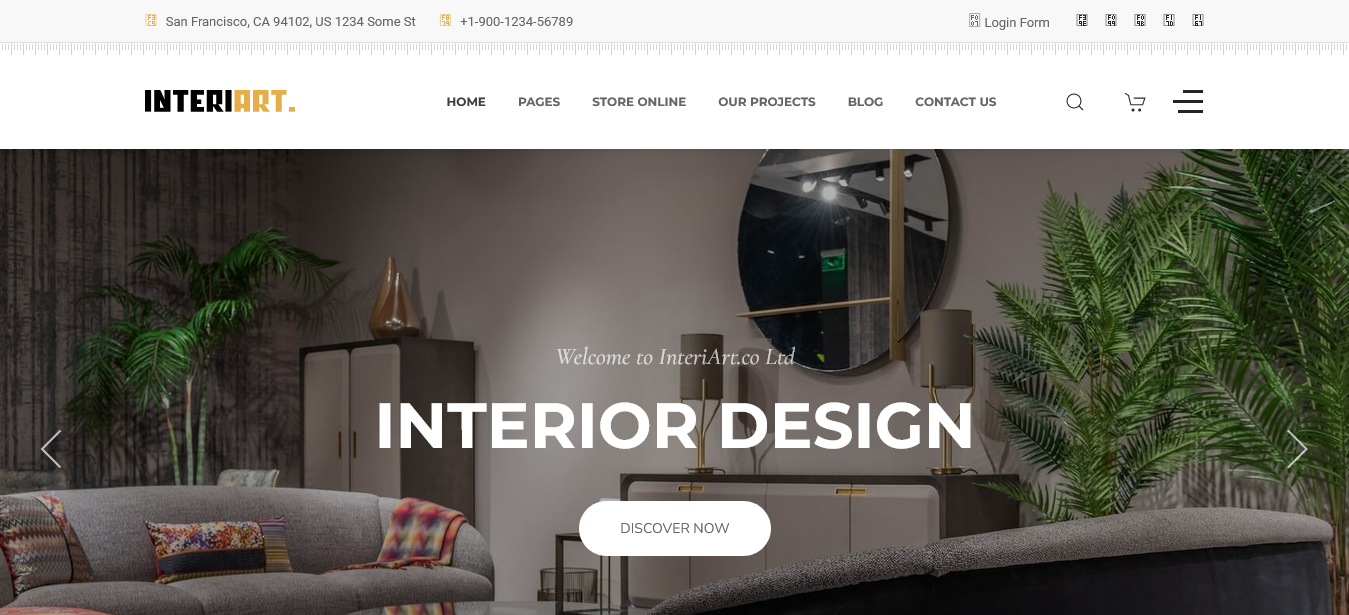 San Francisco, CA 94102, US 1234 Some St +1-900-1234-56789 Login Form
INTERIART.
HOME PAGES STORE ONLINE OUR PROJECTS BLOG CONTACT US
Welcome to InteriArt.co Ltd
INTERIOR DESIGN
DISCOVER NOW